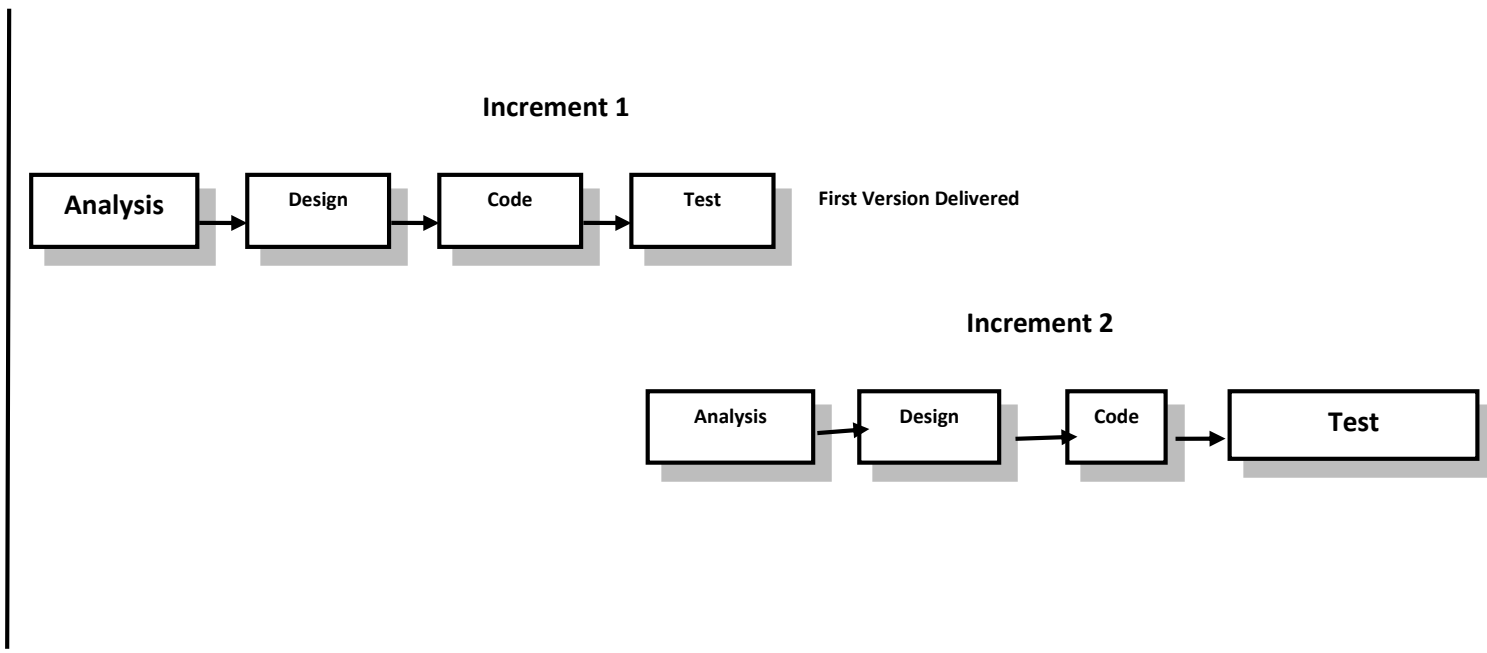 Increment 1
Analysis
Design
Code
Test
First Version Delivered
Increment 2
Analysis
Design
Code
Test